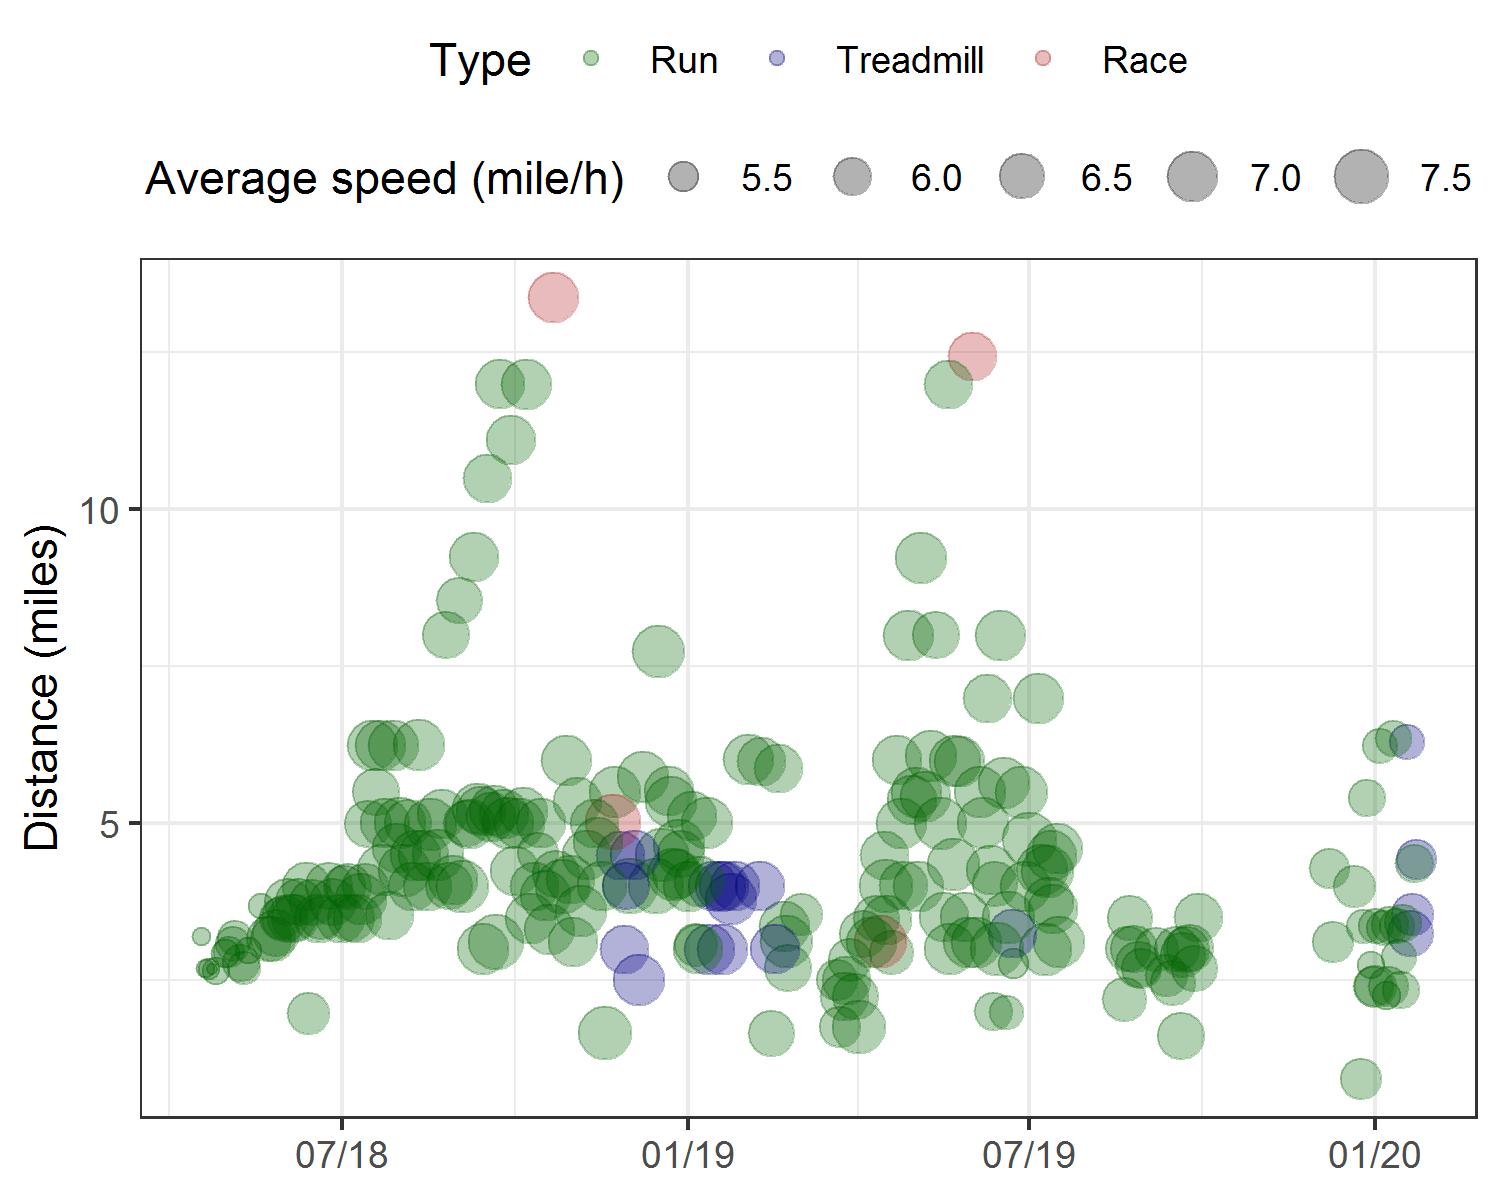 Type Run Treadmill Race
Average speed (mile/h) 5.5 6.0 6.5 7.0 7.5
Distance (miles)
10
5
07/18 01/19 07/19 01/20